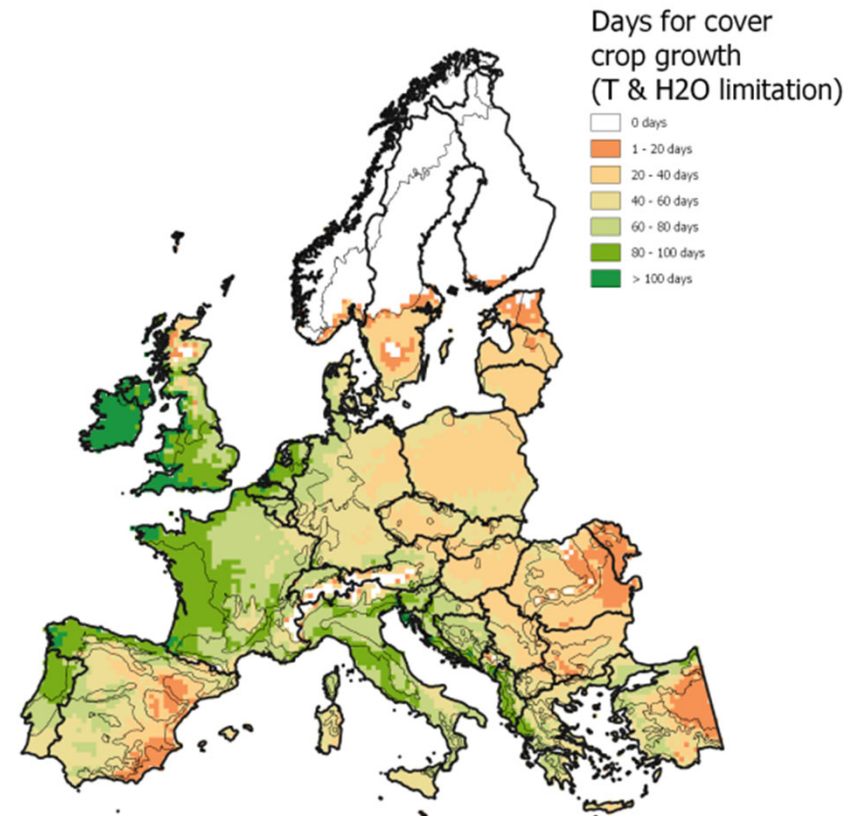 Days for cover
crop growth
(T & H2O limitation)
0 days
1 - 20 days
20 - 40 days
40 - 60 days
60 - 80 days
80 - 100 days
> 100 days